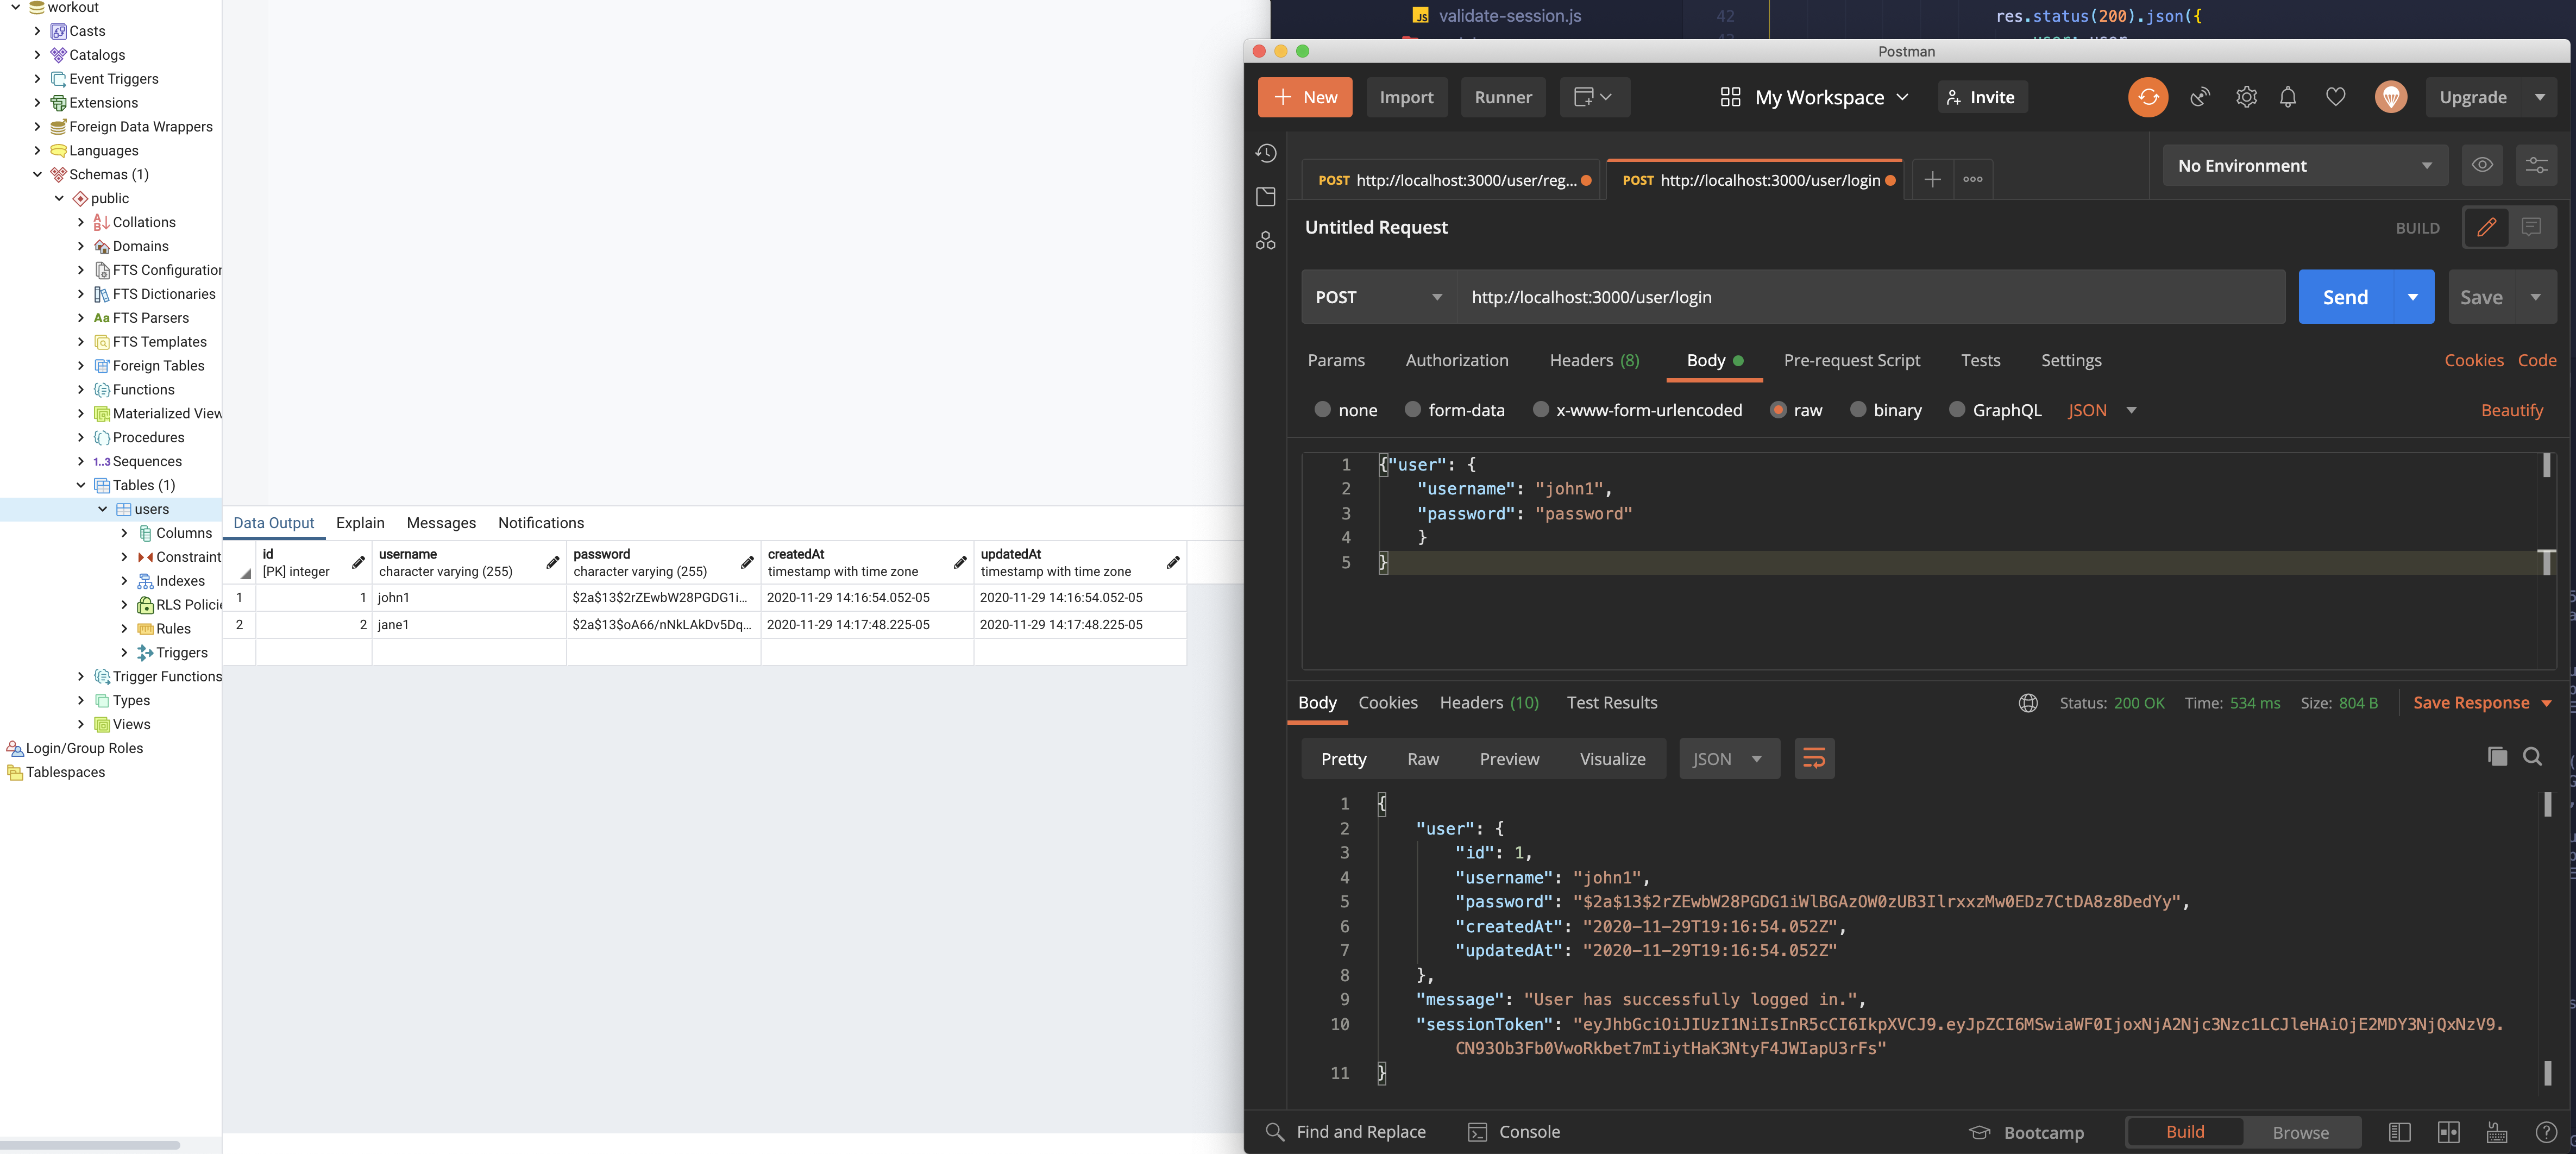 workout
Casts
Catalogs
Event Triggers
Extensions
Foreign Data Wrappers
Languages
Schemas (1)
public
Collations
Domains
FTS Configuration
FTS Dictionaries
Aa FTS Parsers
FTS Templates
Foreign Tables
Functions
Materialized View
Procedures
1..3 Sequences
Tables (1)
users
Columns
Constraint
Indexes
RLS Policie
Rules
Triggers
Trigger Functions
Types
Views
Login/Group Roles
Tablespaces
Data Output Explain Messages Notifications
id username password createdAt updatedAt
[PK] integer character varying (255) character varying (255) timestamp with time zone timestamp with time zone
1 1 john1 $2a$13$2rZEwbW28PGDG1i... 2020-11-29 14:16:54.052-05 2020-11-29 14:16:54.052-05
2 2 jane1 $2a$13$oA66/nNkLAkDv5Dq... 2020-11-29 14:17:48.225-05 2020-11-29 14:17:48.225-05
JS validate-session.js 42 res.status(200).json({
Postman
+ New Import Runner My Workspace Invite Upgrade
POST http://localhost:3000/user/reg... POST http://localhost:3000/user/login No Environment
Untitled Request BUILD
POST http://localhost:3000/user/login Send Save
Params Authorization Headers (8) Body Pre-request Script Tests Settings Cookies Code
none form-data x-www-form-urlencoded raw binary GraphQL JSON Beautify
1 {"user": {
2 "username": "john1",
3 "password": "password"
4 }
5 }
Body Cookies Headers (10) Test Results Status: 200 OK Time: 534 ms Size: 804 B Save Response
Pretty Raw Preview Visualize JSON
1 {
2 "user": {
3 "id": 1,
4 "username": "john1",
5 "password": "$2a$13$2rZEwbW28PGDG1iWlBGAzOW0zUB3IlrxxzMw0EDz7CtDA8z8DedYy",
6 "createdAt": "2020-11-29T19:16:54.052Z",
7 "updatedAt": "2020-11-29T19:16:54.052Z"
8 },
9 "message": "User has successfully logged in.",
10 "sessionToken": "eyJhbGciOiJIUzI1NiIsInR5cCI6IkpXVCJ9.eyJpZCI6MSwiaWF0IjoxNjA2Njc3Nzc1LCJleHAiOjE2MDY3NjQxNzV9.
CN93Ob3Fb0VwoRkbet7mIiytHaK3NtyF4JWIapU3rFs"
11 }
Find and Replace Console Bootcamp Build Browse